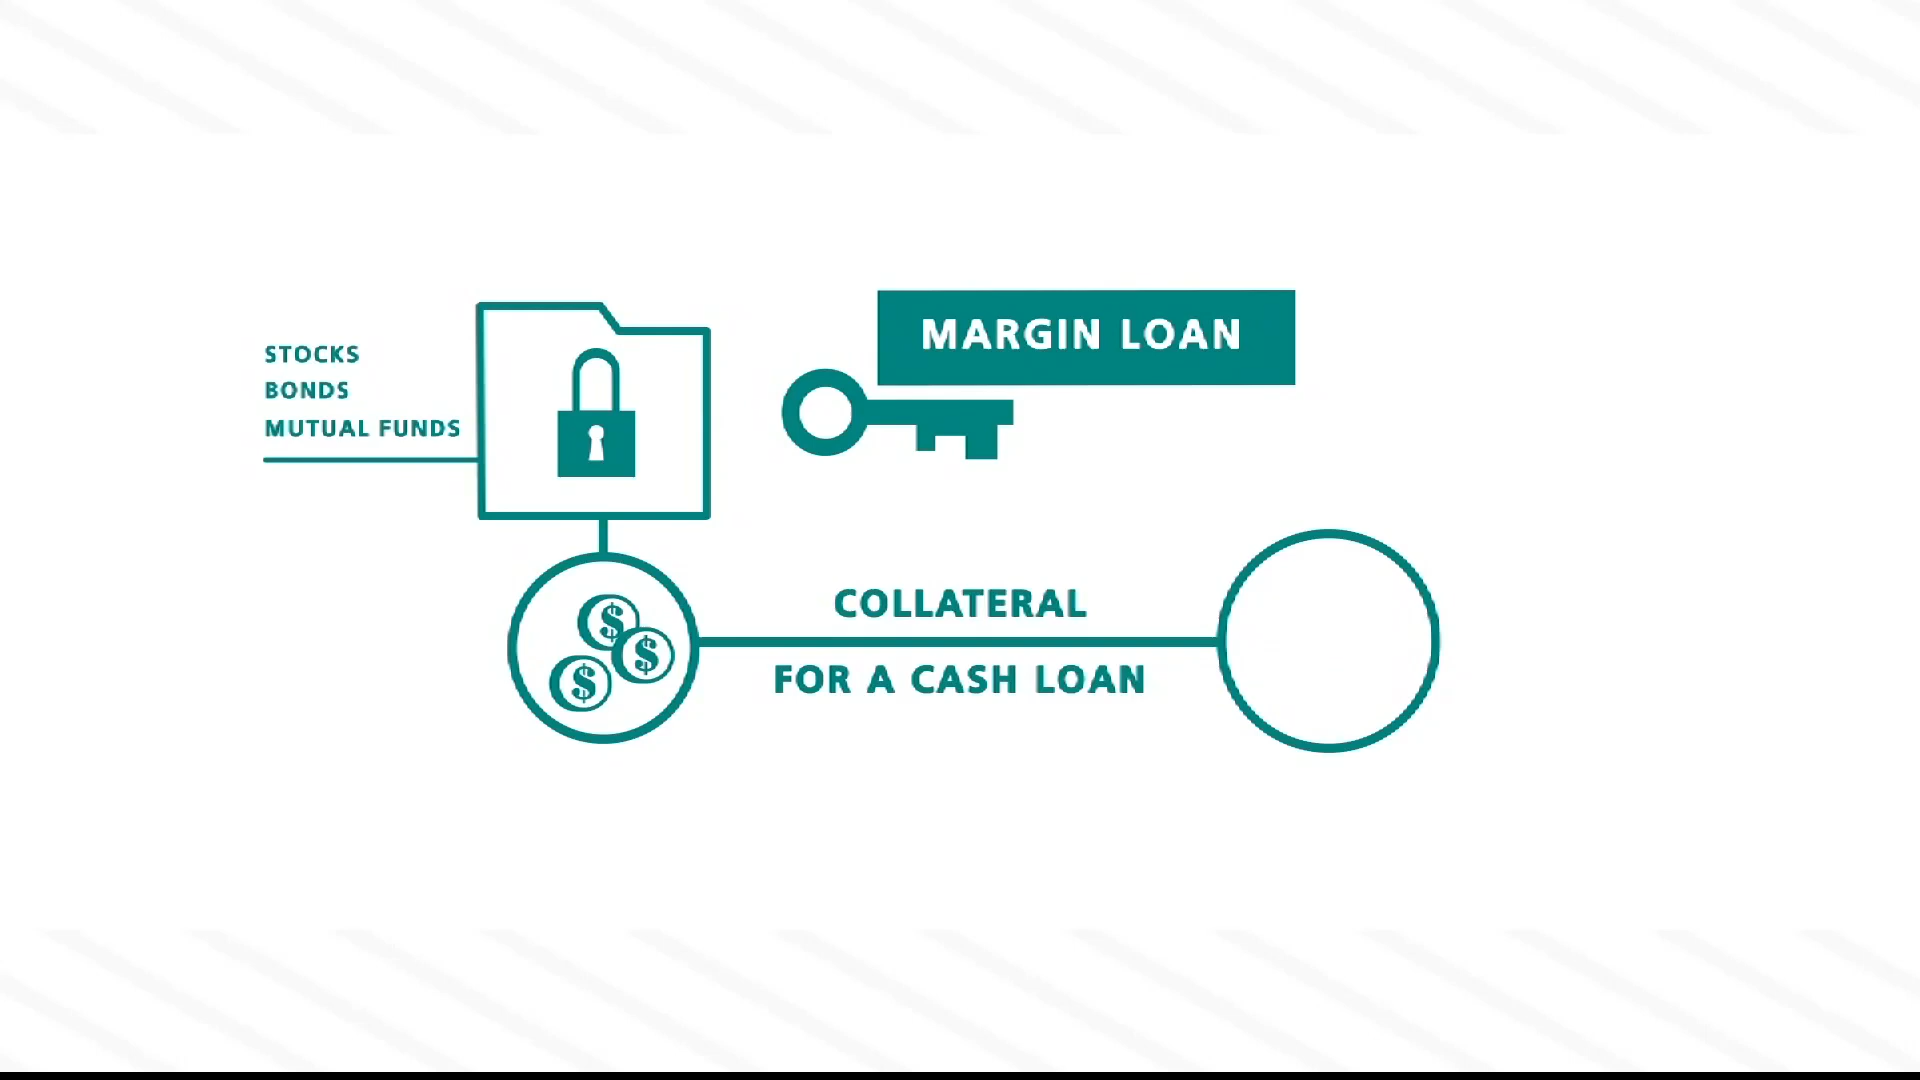 STOCKS
BONDS
MUTUAL FUNDS
MARGIN LOAN
$
$
$
COLLATERAL
FOR A CASH LOAN